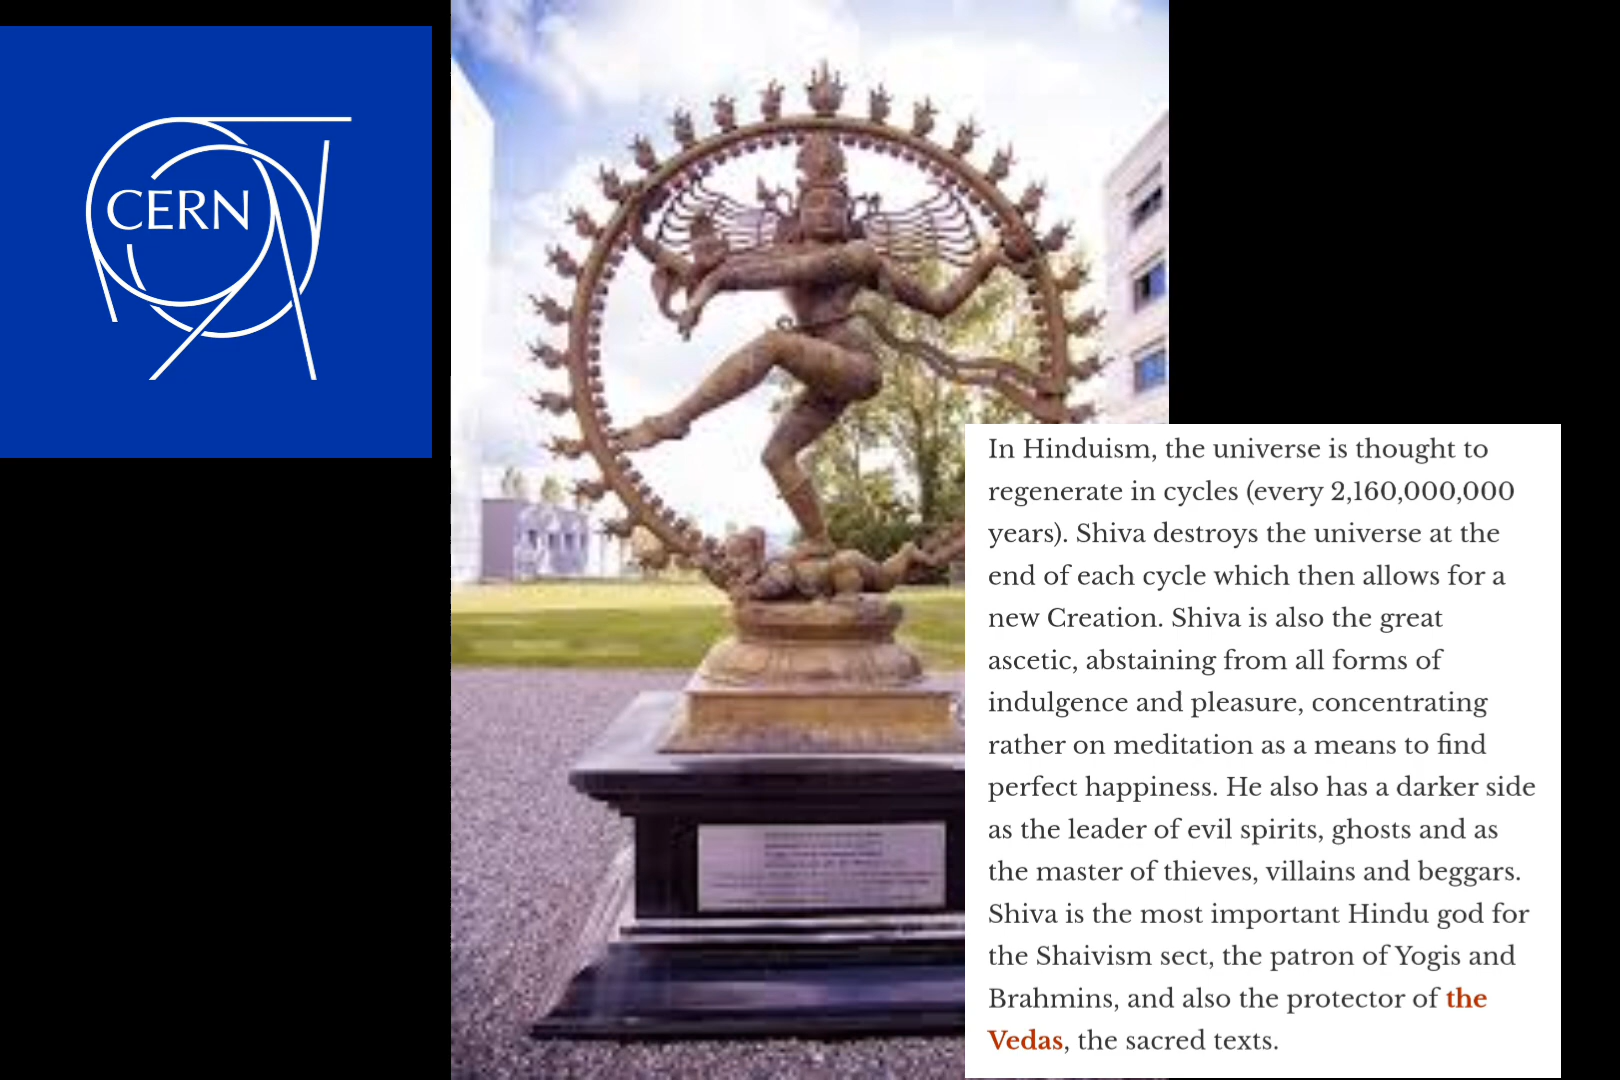 CERN
In Hinduism, the universe is thought to
regenerate in cycles (every 2,160,000,000
years). Shiva destroys the universe at the
end of each cycle which then allows for a
new Creation. Shiva is also the great
ascetic, abstaining from all forms of
indulgence and pleasure, concentrating
rather on meditation as a means to find
perfect happiness. He also has a darker side
as the leader of evil spirits, ghosts and as
the master of thieves, villains and beggars.
Shiva is the most important Hindu god for
the Shaivism sect, the patron of Yogis and
Brahmins, and also the protector of the
Vedas, the sacred texts.